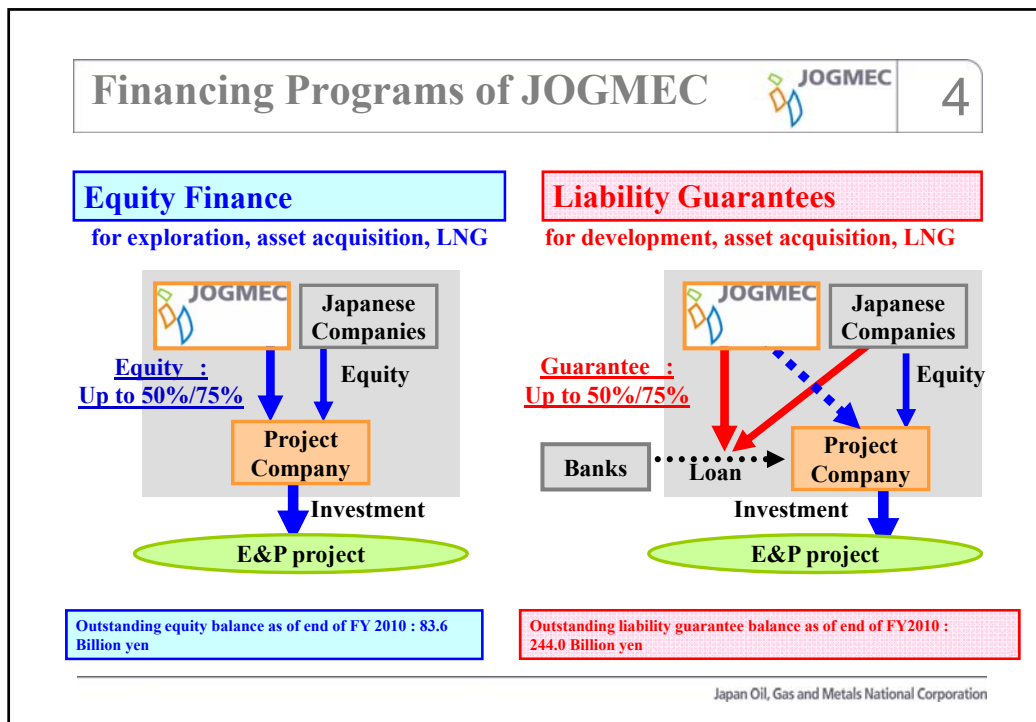 Financing Programs of JOGMEC
JOGMEC
4
Equity Finance
for exploration, asset acquisition, LNG
JOGMEC
Japanese
Companies
Equity :
Up to 50%/75%
Equity
Project
Company
Investment
E&P project
Outstanding equity balance as of end of FY 2010 : 83.6
Billion yen
Liability Guarantees
for development, asset acquisition, LNG
JOGMEC
Japanese
Companies
Guarantee :
Up to 50%/75%
Equity
Banks
Loan
Project
Company
Investment
E&P project
Outstanding liability guarantee balance as of end of FY2010 :
244.0 Billion yen
Japan Oil, Gas and Metals National Corporation